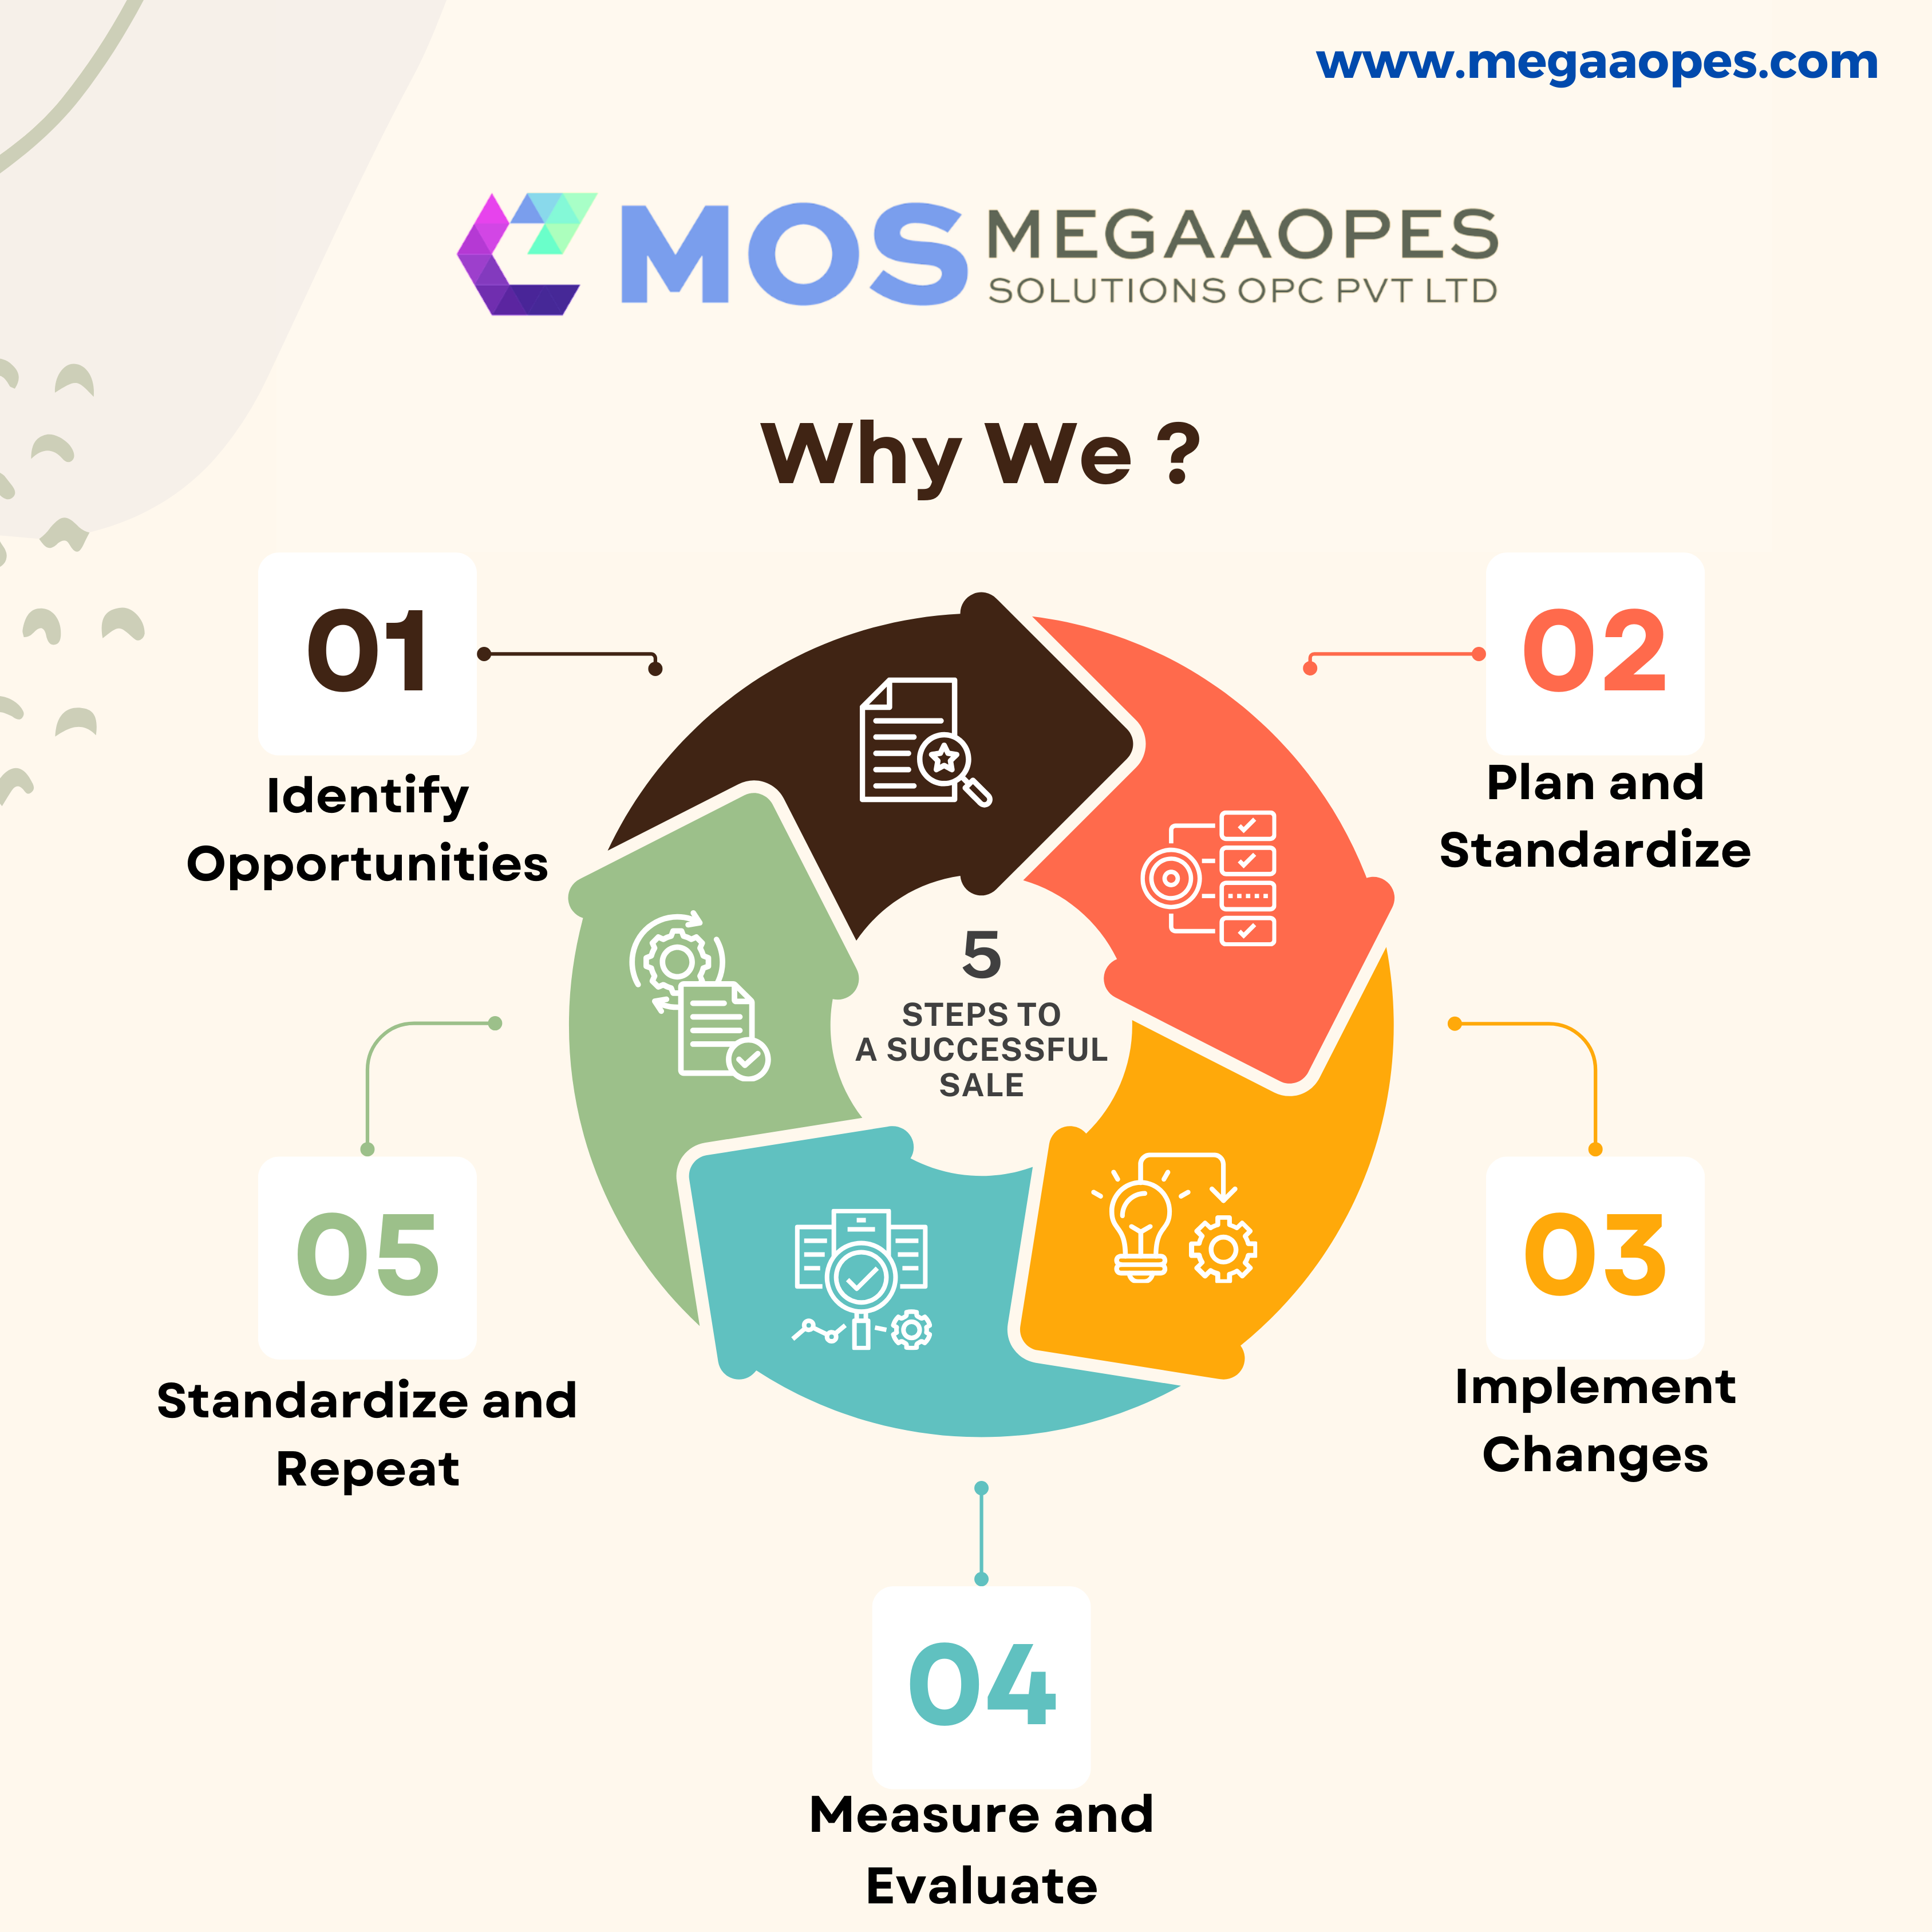 www.megaaopes.com
MOS MEGAAOPES
SOLUTIONS OPC PVT LTD
Why We ?
01
Identify
Opportunities
02
Plan and
Standardize
5
STEPS TO
A SUCCESSFUL
SALE
05
Standardize and
Repeat
03
Implement
Changes
04
Measure and
Evaluate